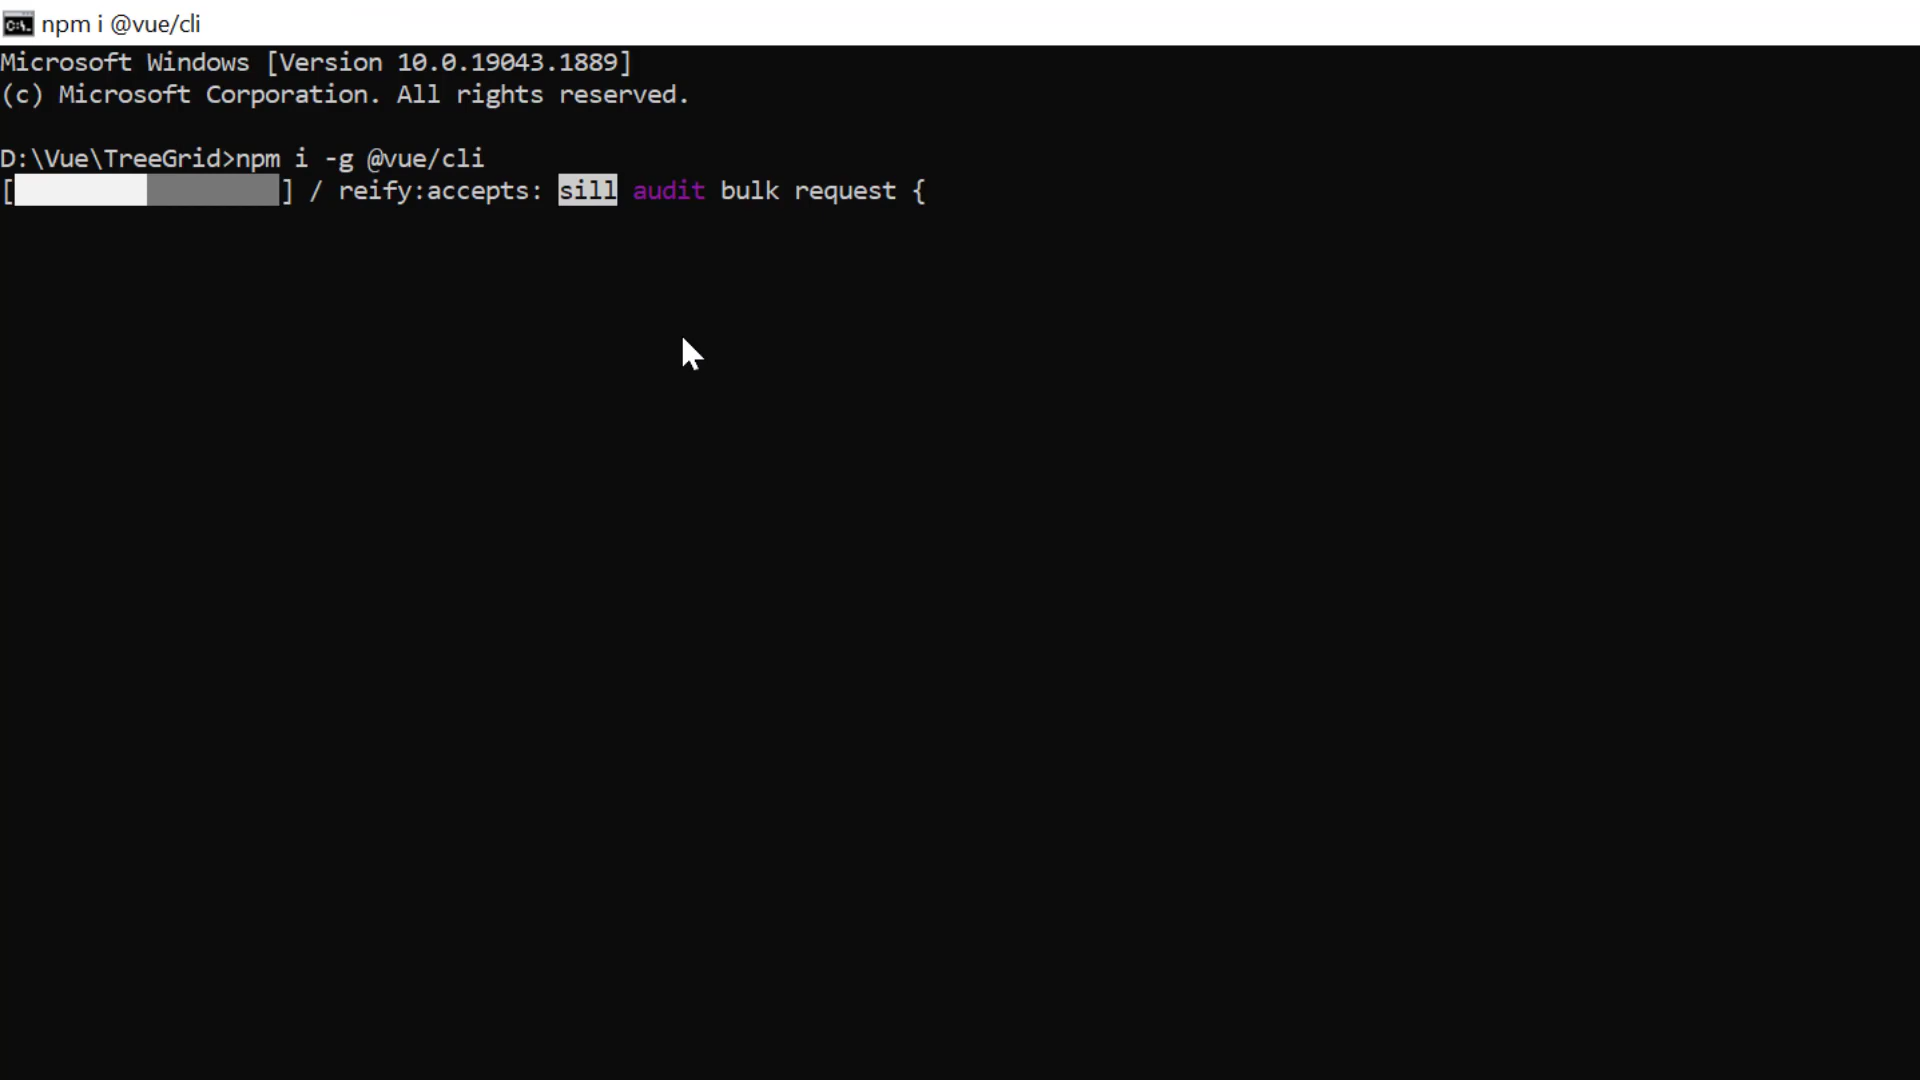 npm i @vue/cli
Microsoft Windows [Version 10.0.19043.1889]
(c) Microsoft Corporation. All rights reserved.
D:\Vue\TreeGrid>npm i -g @vue/cli
[                  ] / reify:accepts: sill audit bulk request {